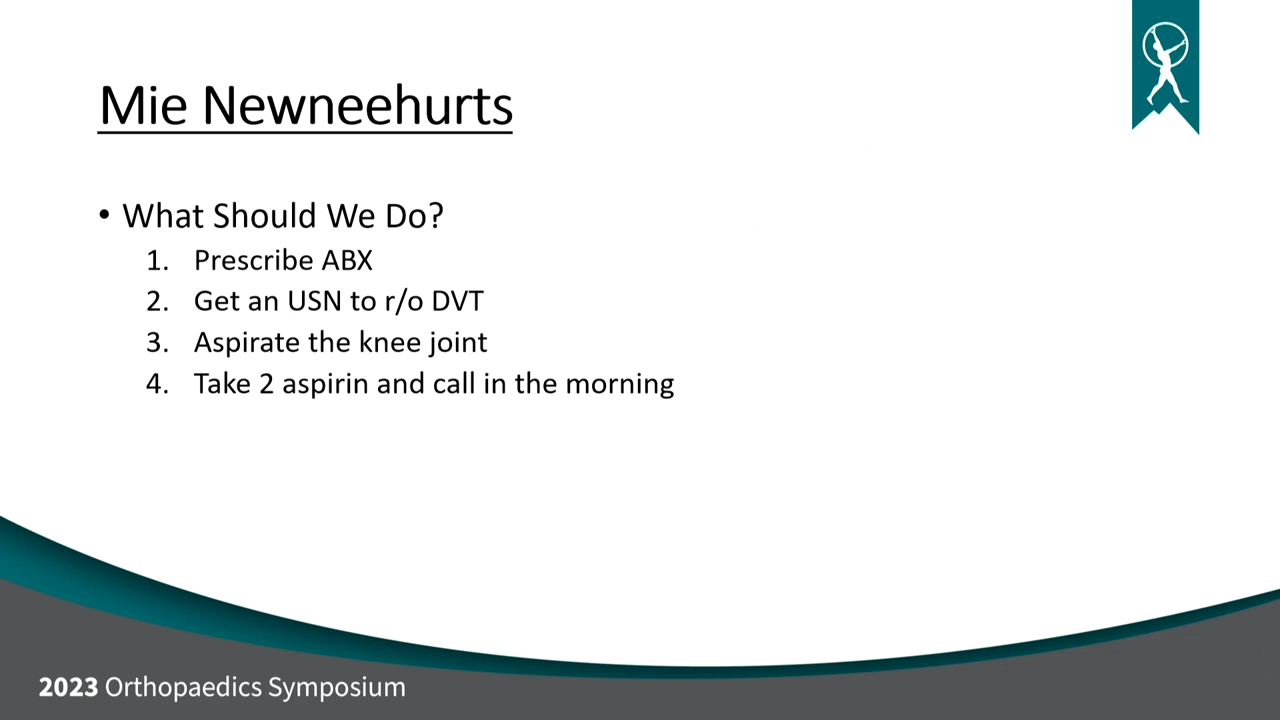 Mie Newneehurts
• What Should We Do?
1. Prescribe ABX
2. Get an USN to r/o DVT
3. Aspirate the knee joint
4. Take 2 aspirin and call in the morning
2023 Orthopaedics Symposium